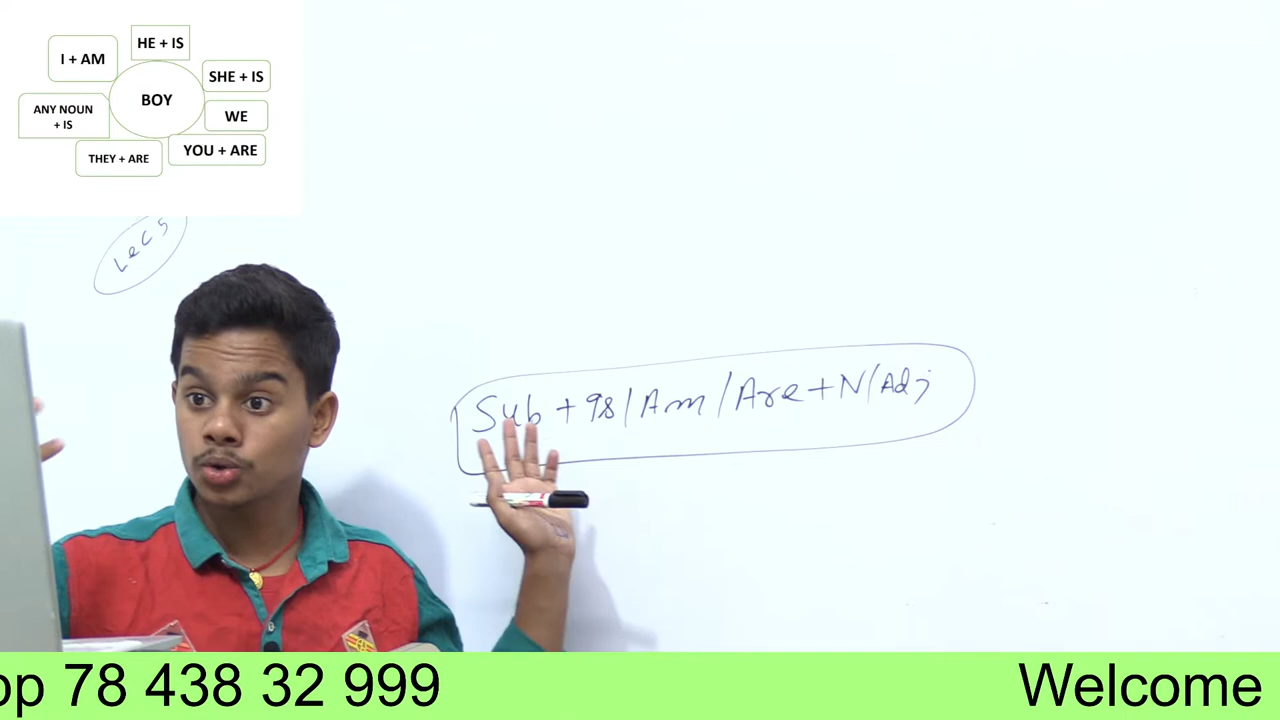 HE + IS
I + AM
SHE + IS
BOY
ANY NOUN
+ IS
WE
YOU + ARE
THEY + ARE
Lec 5
Sub + Is / Am / Are + N / Adj
op 78 438 32 999
Welcome